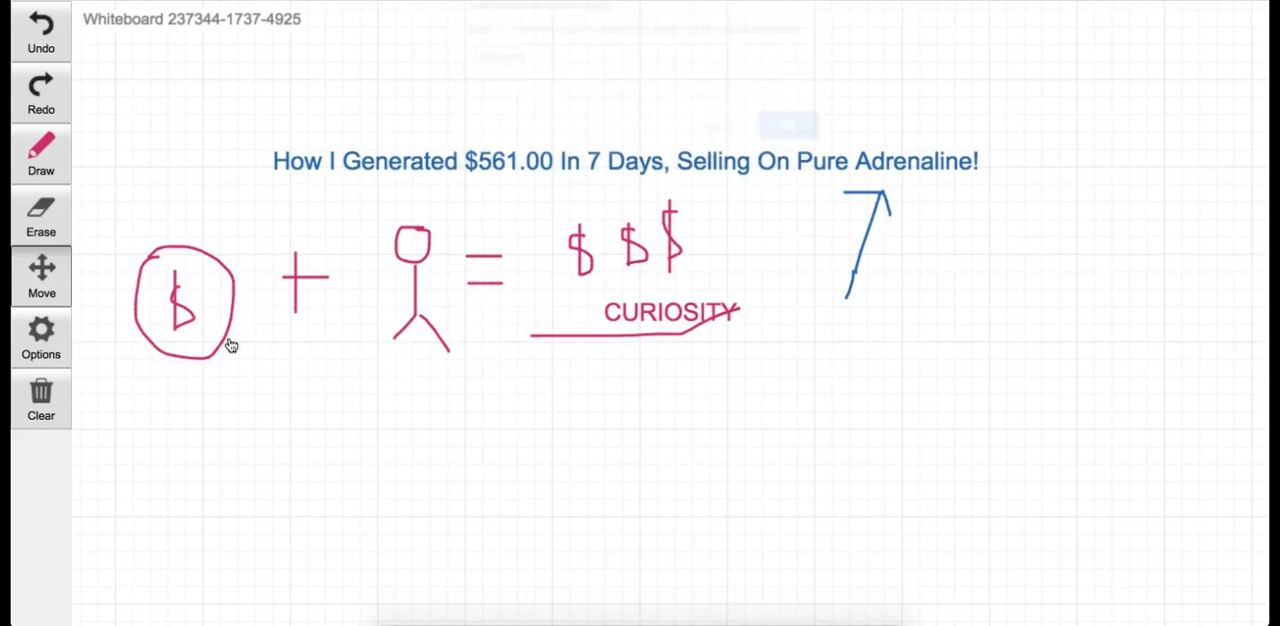 Whiteboard 237344-1737-4925
Undo
Redo
Draw
Erase
Move
Options
Clear
How I Generated $561.00 In 7 Days, Selling On Pure Adrenaline!
$ + = $ $ $
CURIOSITY